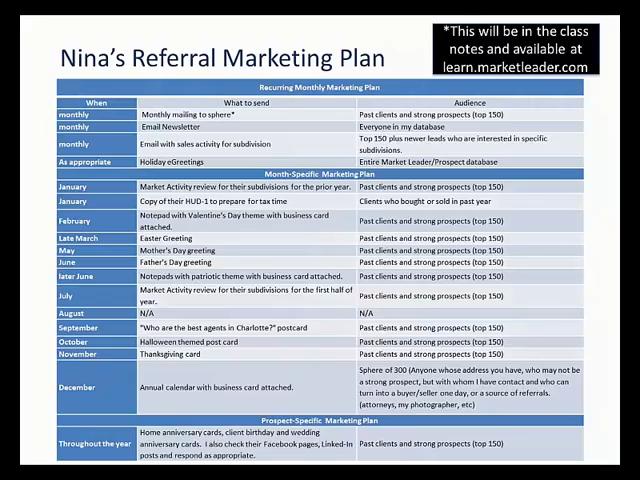 *This will be in the class
notes and available at
learn.marketleader.com
Nina's Referral Marketing Plan
Recurring Monthly Marketing Plan
When What to send Audience
monthly Monthly mailing to sphere* Past clients and strong prospects (top 150)
monthly Email Newsletter Everyone in my database
monthly Email with sales activity for subdivision Top 150 plus newer leads who are interested in specific
subdivisions.
As appropriate Holiday eGreetings Entire Market Leader/Prospect database
Month-Specific Marketing Plan
January Market Activity review for their subdivisions for the prior year. Past clients and strong prospects (top 150)
January Copy of their HUD-1 to prepare for tax time Clients who bought or sold in past year
February Notepad with Valentine's Day theme with business card
attached. Past clients and strong prospects (top 150)
Late March Easter Greeting Past clients and strong prospects (top 150)
May Mother's Day greeting Past clients and strong prospects (top 150)
June Father's Day greeting Past clients and strong prospects (top 150)
later June Notepads with patriotic theme with business card attached. Past clients and strong prospects (top 150)
July Market Activity review for their subdivisions for the first half of
year. Past clients and strong prospects (top 150)
August N/A N/A
September "Who are the best agents in Charlotte?" postcard Past clients and strong prospects (top 150)
October Halloween themed post card Past clients and strong prospects (top 150)
November Thanksgiving card Past clients and strong prospects (top 150)
December Annual calendar with business card attached. Sphere of 300 (Anyone whose address you have, who may not be
a strong prospect, but with whom I have contact and who can
turn into a buyer/seller one day, or a source of referrals.
(attorneys, my photographer, etc)
Prospect-Specific Marketing Plan
Throughout the year Home anniversary cards, client birthday and wedding
anniversary cards. I also check their Facebook pages, Linked-In
posts and respond as appropriate. Past clients and strong prospects (top 150)